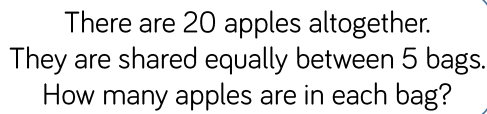 There are 20 apples altogether.
They are shared equally between 5 bags.
How many apples are in each bag?